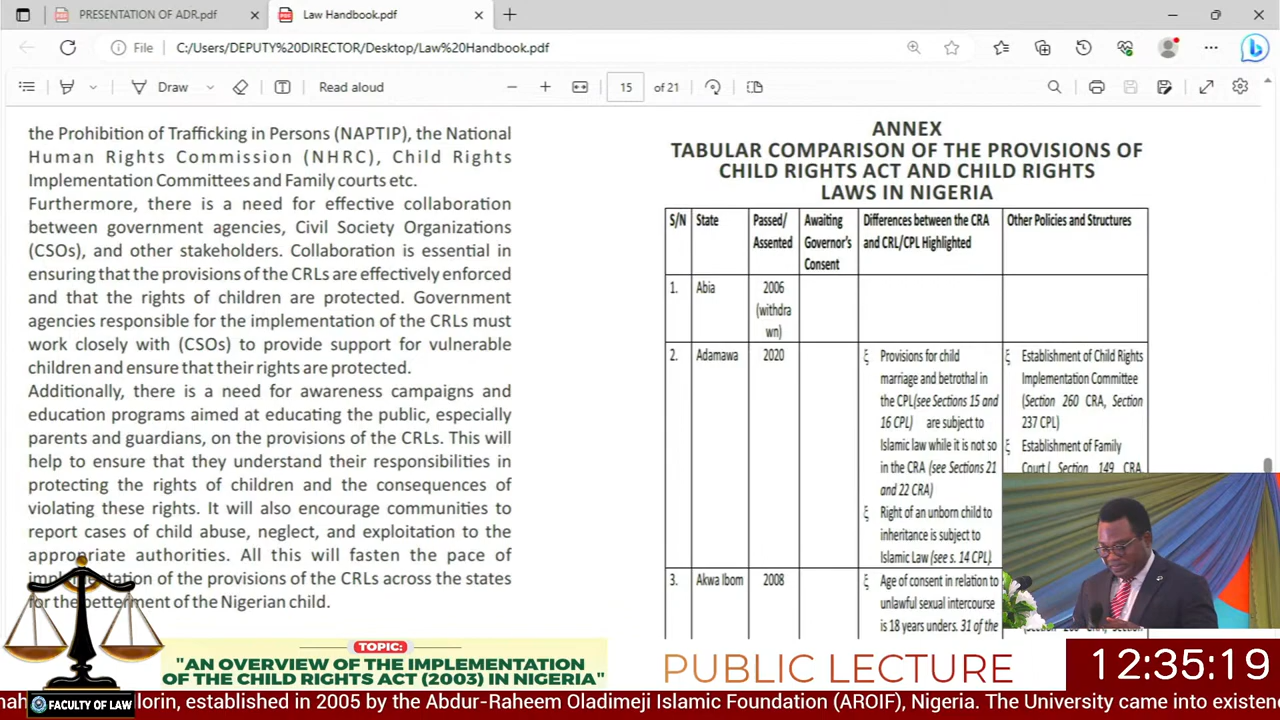 PRESENTATION OF ADR.pdf
Law Handbook.pdf
File
C:/Users/DEPUTY%20DIRECTOR/Desktop/Law%20Handbook.pdf
Draw
Read aloud
15
of 21
the Prohibition of Trafficking in Persons (NAPTIP), the National
Human Rights Commission (NHRC), Child Rights
Implementation Committees and Family courts etc.
Furthermore, there is a need for effective collaboration
between government agencies, Civil Society Organizations
(CSOs), and other stakeholders. Collaboration is essential in
ensuring that the provisions of the CRLs are effectively enforced
and that the rights of children are protected. Government
agencies responsible for the implementation of the CRLs must
work closely with (CSOs) to provide support for vulnerable
children and ensure that their rights are protected.
Additionally, there is a need for awareness campaigns and
education programs aimed at educating the public, especially
parents and guardians, on the provisions of the CRLs. This will
help to ensure that they understand their responsibilities in
protecting the rights of children and the consequences of
violating these rights. It will also encourage communities to
report cases of child abuse, neglect, and exploitation to the
appropriate authorities. All this will fasten the pace of
implementation of the provisions of the CRLs across the states
for the betterment of the Nigerian child.
ANNEX
TABULAR COMPARISON OF THE PROVISIONS OF
CHILD RIGHTS ACT AND CHILD RIGHTS
LAWS IN NIGERIA
S/N
State
Passed/
Assented
Awaiting
Governor's
Consent
Differences between the CRA
and CRL/CPL Highlighted
Other Policies and Structures
1.
Abia
2006
(withdra
wn)
2.
Adamawa
2020
ξ Provisions for child
marriage and betrothal in
the CPL(see Sections 15 and
16 CPL) are subject to
Islamic law while it is not so
in the CRA (see Sections 21
and 22 CRA)
ξ Right of an unborn child to
inheritance is subject to
Islamic Law (see s. 14 CPL).
ξ Establishment of Child Rights
Implementation Committee
(Section 260 CRA, Section
237 CPL)
ξ Establishment of Family
Court ( Section 149 CRA,
3.
Akwa Ibom
2008
ξ Age of consent in relation to
unlawful sexual intercourse
is 18 years unders. 31 of the
TOPIC:
"AN OVERVIEW OF THE IMPLEMENTATION
OF THE CHILD RIGHTS ACT (2003) IN NIGERIA"
PUBLIC LECTURE
12:35:19
FACULTY OF LAW
lorin, established in 2005 by the Abdur-Raheem Oladimeji Islamic Foundation (AROIF), Nigeria. The University came into